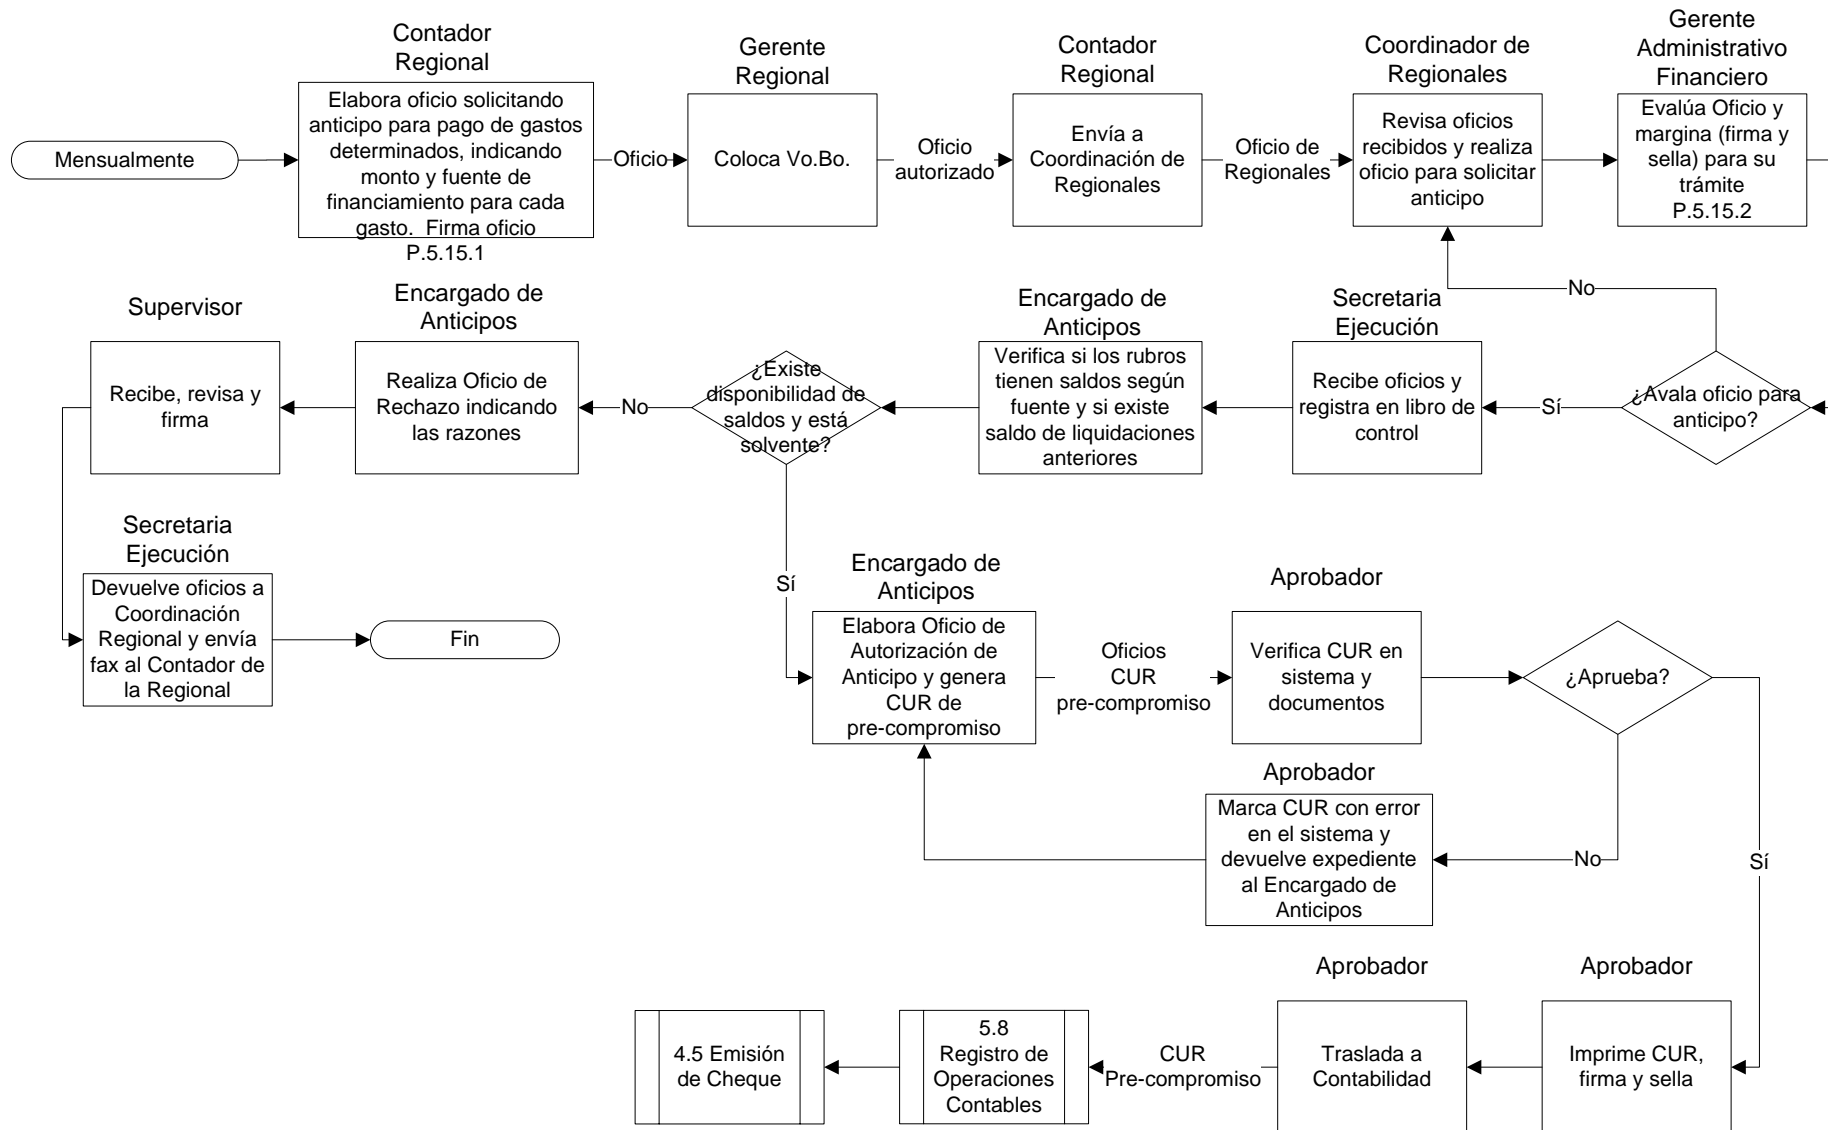 Contador
Regional
Gerente
Regional
Contador
Regional
Coordinador de
Regionales
Gerente
Administrativo
Financiero
Mensualmente
Elabora oficio solicitando
anticipo para pago de gastos
determinados, indicando
monto y fuente de
financiamiento para cada
gasto.  Firma oficio
P.5.15.1
Oficio
Coloca Vo.Bo.
Oficio
autorizado
Envía a
Coordinación de
Regionales
Oficio de
Regionales
Revisa oficios
recibidos y realiza
oficio para solicitar
anticipo
Evalúa Oficio y
margina (firma y
sella) para su
trámite
P.5.15.2
No
Supervisor
Encargado de
Anticipos
Encargado de
Anticipos
Secretaria
Ejecución
Recibe, revisa y
firma
Realiza Oficio de
Rechazo indicando
las razones
No
¿Existe
disponibilidad de
saldos y está
solvente?
Verifica si los rubros
tienen saldos según
fuente y si existe
saldo de liquidaciones
anteriores
Recibe oficios y
registra en libro de
control
Sí
¿Avala oficio para
anticipo?
Secretaria
Ejecución
Devuelve oficios a
Coordinación
Regional y envía
fax al Contador de
la Regional
Fin
Sí
Encargado de
Anticipos
Elabora Oficio de
Autorización de
Anticipo y genera
CUR de
pre-compromiso
Oficios
CUR
pre-compromiso
Aprobador
Verifica CUR en
sistema y
documentos
¿Aprueba?
Aprobador
Marca CUR con error
en el sistema y
devuelve expediente
al Encargado de
Anticipos
No
Sí
Aprobador
Aprobador
4.5 Emisión
de Cheque
5.8
Registro de
Operaciones
Contables
CUR
Pre-compromiso
Traslada a
Contabilidad
Imprime CUR,
firma y sella